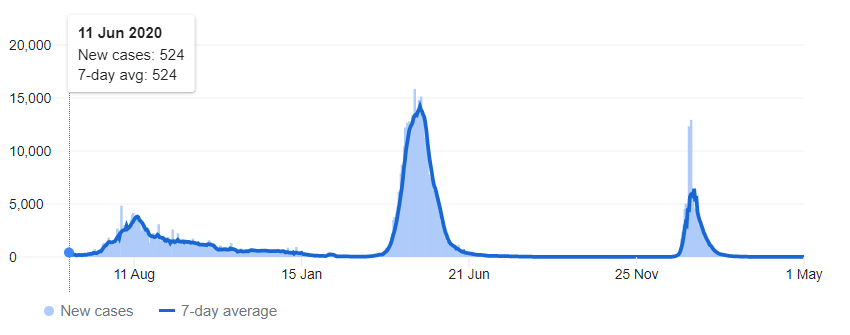 11 Jun 2020
New cases: 524
7-day avg: 524
20,000
15,000
10,000
5,000
0
11 Aug
15 Jan
21 Jun
25 Nov
1 May
New cases
7-day average